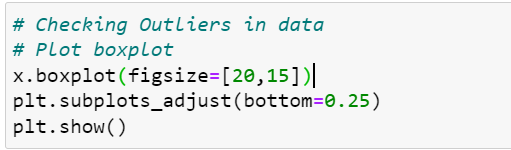 # Checking Outliers in data
# Plot boxplot
x.boxplot(figsize=[20,15])
plt.subplots_adjust(bottom=0.25)
plt.show()